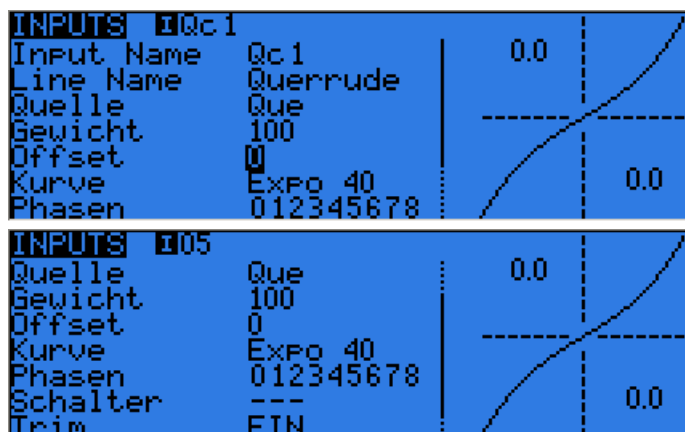 INPUTS IQc1
Input Name Qc1
Line Name Querrude
Quelle Que
Gewicht 100
Offset 0
Kurve Expo 40
Phasen 012345678
0.0
0.0
INPUTS I05
Quelle Que
Gewicht 100
Offset 0
Kurve Expo 40
Phasen 012345678
Schalter ---
Trim EIN
0.0
0.0